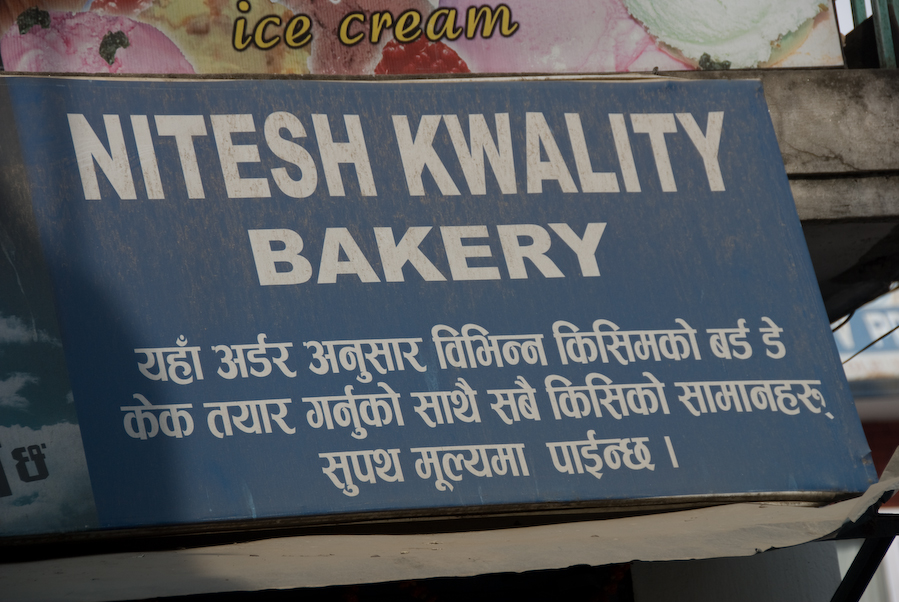 ice cream
NITESH KWALITY
BAKERY
यहाँ अर्डर अनुसार विभिन्न किसिमको बर्ड डे
केक तयार गर्नुको साथै सबै किसिको सामानहरू
सुपथ मूल्यमा पाईन्छ ।